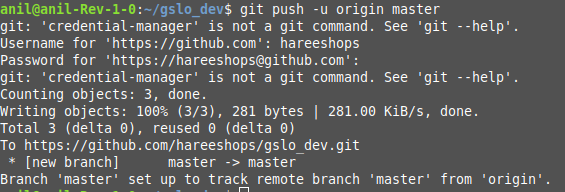 anil@anil-Rev-1-0:~/gslo_dev$ git push -u origin master
git: 'credential-manager' is not a git command. See 'git --help'.
Username for 'https://github.com': hareeshops
Password for 'https://hareeshops@github.com':
git: 'credential-manager' is not a git command. See 'git --help'.
Counting objects: 3, done.
Writing objects: 100% (3/3), 281 bytes | 281.00 KiB/s, done.
Total 3 (delta 0), reused 0 (delta 0)
To https://github.com/hareeshops/gslo_dev.git
 * [new branch]      master -> master
Branch 'master' set up to track remote branch 'master' from 'origin'.